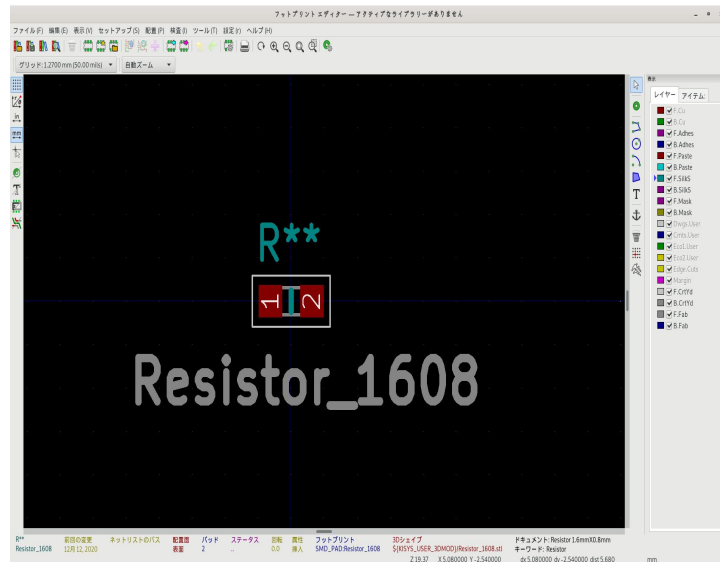 フットプリント エディター — アクティブなライブラリーがありません
ファイル(F) 編集(E) 表示(V) セットアップ(S) 配置(P) 検査(I) ツール(T) 設定(r) ヘルプ(H)
グリッド:1.2700 mm (50.00 mils) 自動ズーム
表示
レイヤー アイテム:
in
mm
F.Cu
B.Cu
F.Adhes
B.Adhes
F.Paste
B.Paste
F.SilkS
B.SilkS
F.Mask
B.Mask
Dwgs.User
Cmts.User
Eco1.User
Eco2.User
Edge.Cuts
Margin
F.CrtYd
B.CrtYd
F.Fab
B.Fab
R**
1 2
Resistor_1608
R** 前回の変更 ネットリストのパス 配置面 パッド ステータス 回転 属性 フットプリント 3Dシェイプ ドキュメント: Resistor 1.6mmX0.8mm
Resistor_1608 12月 12, 2020 表面 2 .. 0.0 挿入 SMD_PAD:Resistor_1608 ${KISYS_USER_3DMOD}/Resistor_1608.stl キーワード: Resistor
Z 19.37 X 5.080000 Y -2.540000 dx 5.080000 dy -2.540000 dist 5.680 mm